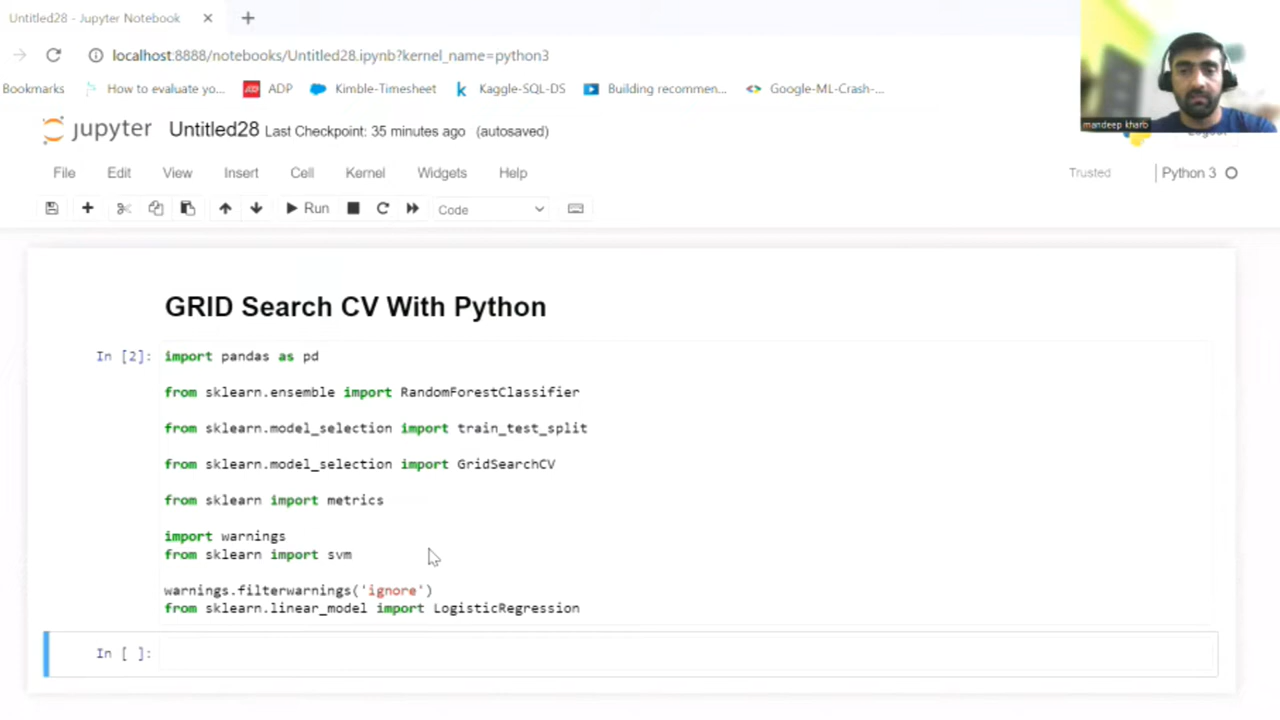 Untitled28 - Jupyter Notebook
localhost:8888/notebooks/Untitled28.ipynb?kernel_name=python3
Bookmarks How to evaluate yo... ADP Kimble-Timesheet Kaggle-SQL-DS Building recommen... Google-ML-Crash-...
mandeep kharb
jupyter Untitled28 Last Checkpoint: 35 minutes ago (autosaved)
File Edit View Insert Cell Kernel Widgets Help Trusted Python 3
Run Code
GRID Search CV With Python
In [2]: import pandas as pd
from sklearn.ensemble import RandomForestClassifier
from sklearn.model_selection import train_test_split
from sklearn.model_selection import GridSearchCV
from sklearn import metrics
import warnings
from sklearn import svm
warnings.filterwarnings('ignore')
from sklearn.linear_model import LogisticRegression
In [ ]: